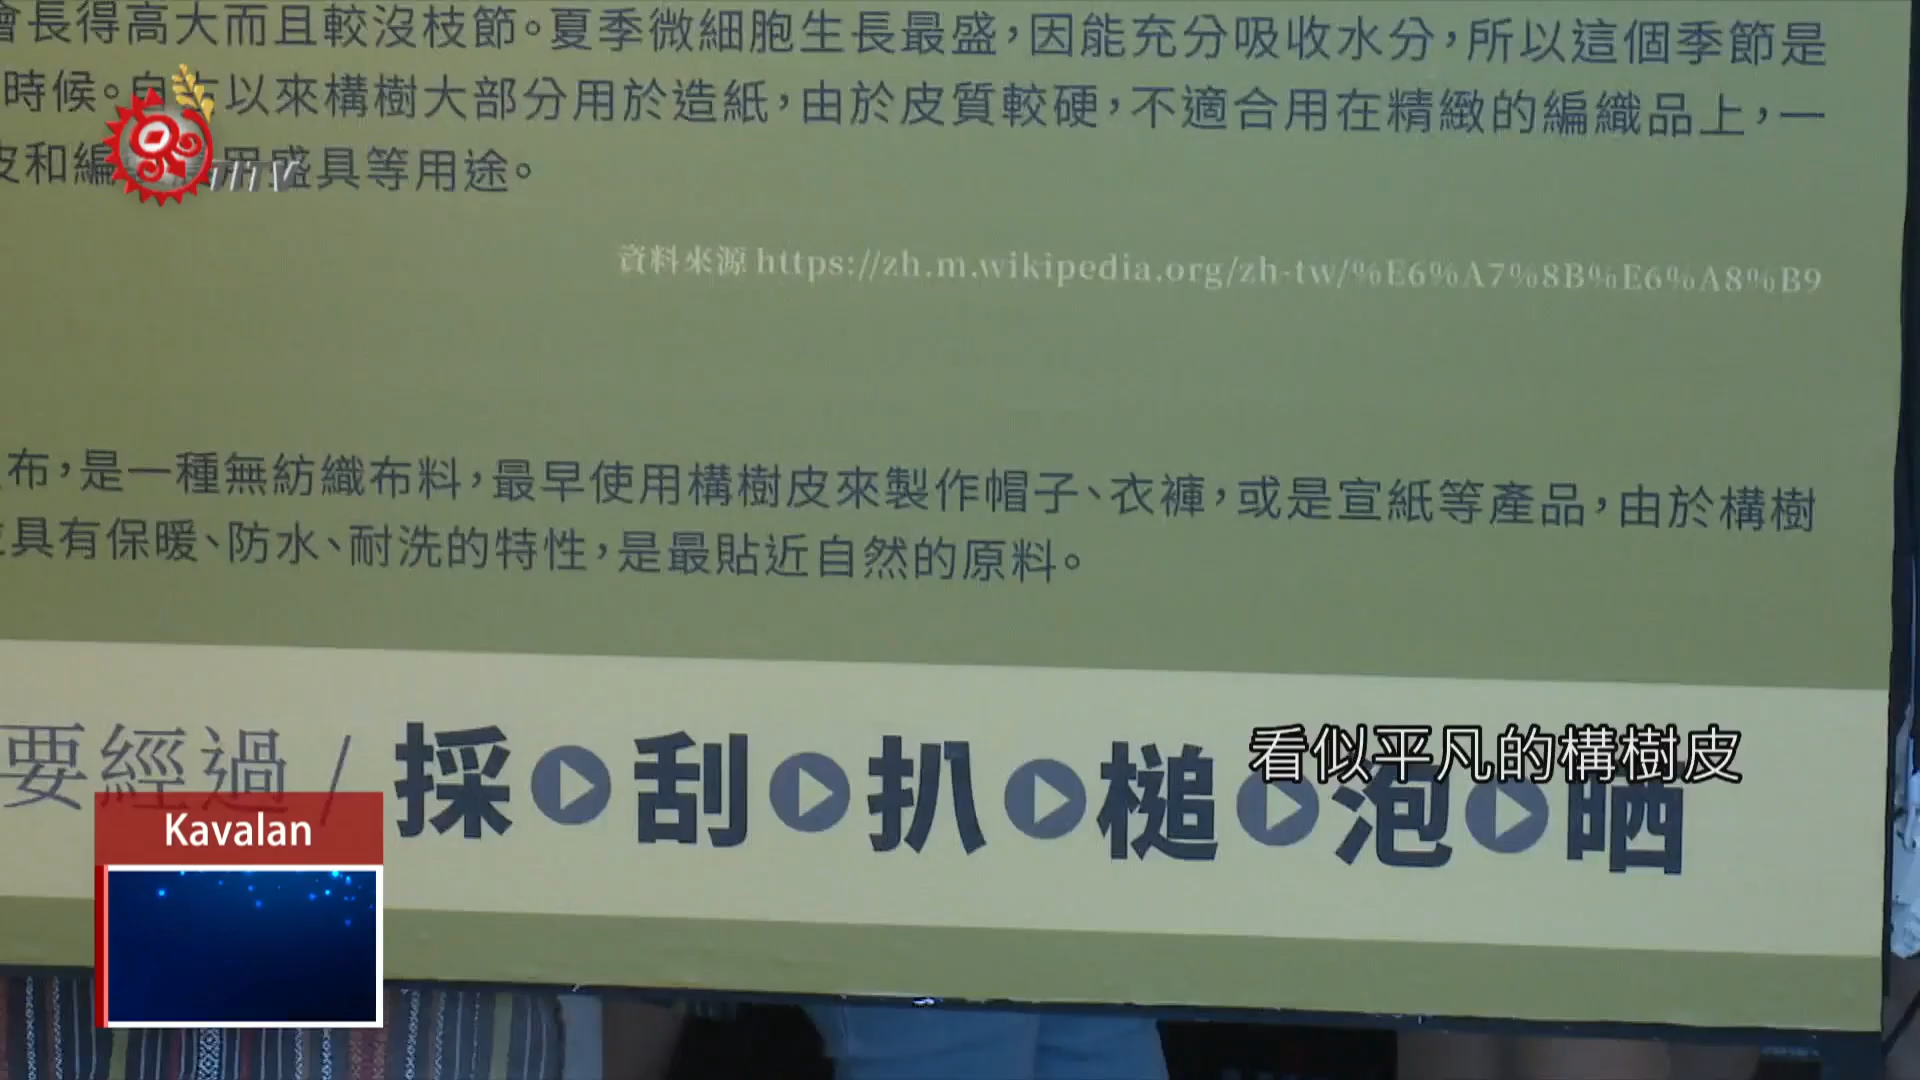 會長得高大而且較沒枝節。夏季微細胞生長最盛，因能充分吸收水分，所以這個季節是
時候。自古以來構樹大部分用於造紙，由於皮質較硬，不適合用在精緻的編織品上，一
皮和編 盛具等用途。
TITV
資料來源 https://zh.m.wikipedia.org/zh-tw/%E6%A7%8B%E6%A8%B9
布，是一種無紡織布料，最早使用構樹皮來製作帽子、衣褲，或是宣紙等產品，由於構樹
具有保暖、防水、耐洗的特性，是最貼近自然的原料。
要經過 / 採 刮 扒 槌 泡 晒
看似平凡的構樹皮
Kavalan